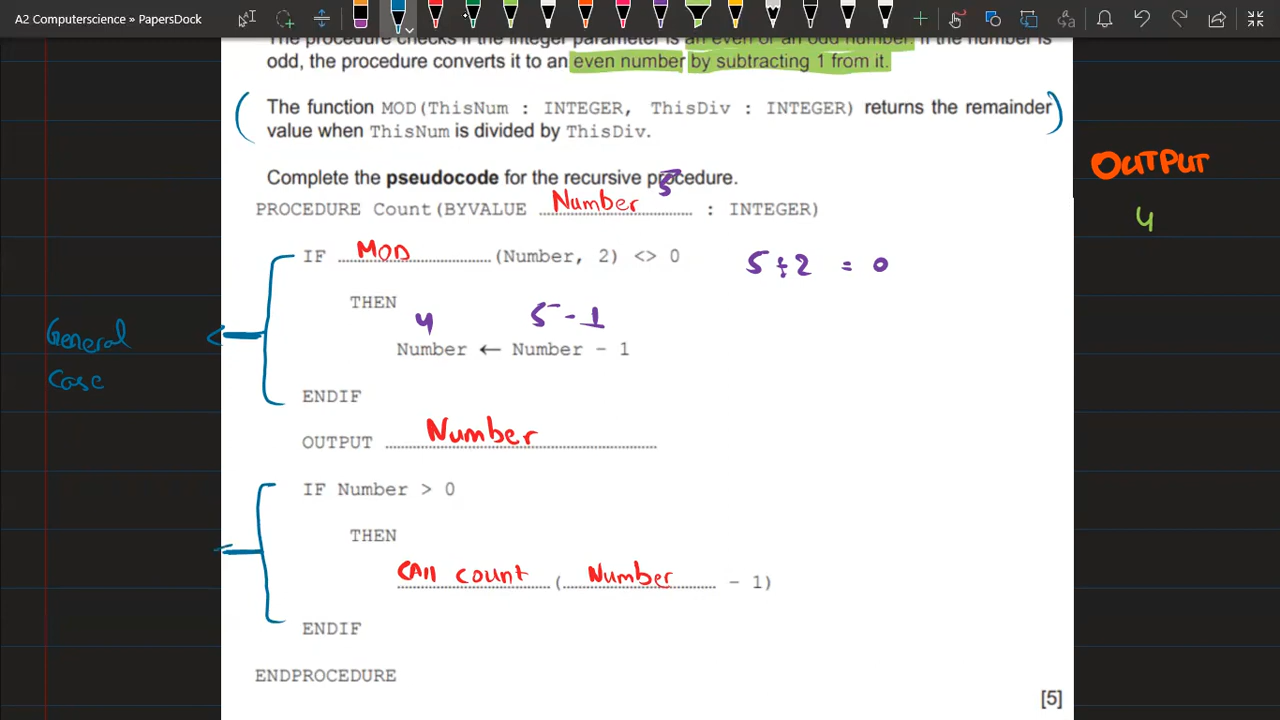 A2 Computerscience » PapersDock
The procedure checks if the integer parameter is an even or an odd number. If the number is
odd, the procedure converts it to an even number by subtracting 1 from it.
The function MOD(ThisNum : INTEGER, ThisDiv : INTEGER) returns the remainder
value when ThisNum is divided by ThisDiv.
OUTPUT
4
Complete the pseudocode for the recursive procedure.
5
PROCEDURE Count(BYVALUE Number : INTEGER)
IF MOD (Number, 2) <> 0
5 ÷ 2 = 0
THEN
4 5 - 1
Number ← Number - 1
General
Case
ENDIF
OUTPUT Number
IF Number > 0
THEN
CAll count (Number - 1)
ENDIF
ENDPROCEDURE
[5]